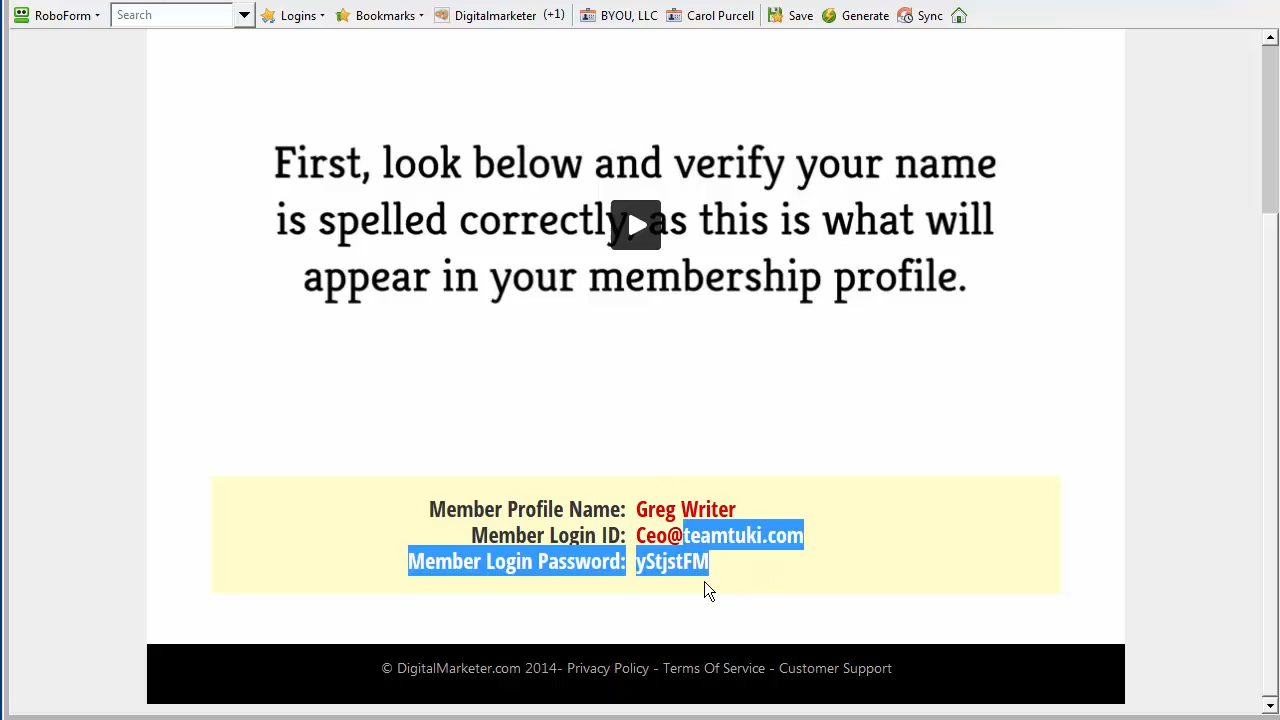 RoboForm Search Logins Bookmarks Digitalmarketer (+1) BYOU, LLC Carol Purcell Save Generate Sync
First, look below and verify your name
is spelled correctly, as this is what will
appear in your membership profile.
Member Profile Name: Greg Writer
Member Login ID: Ceo@teamtuki.com
Member Login Password: yStjstFM
© DigitalMarketer.com 2014- Privacy Policy - Terms Of Service - Customer Support